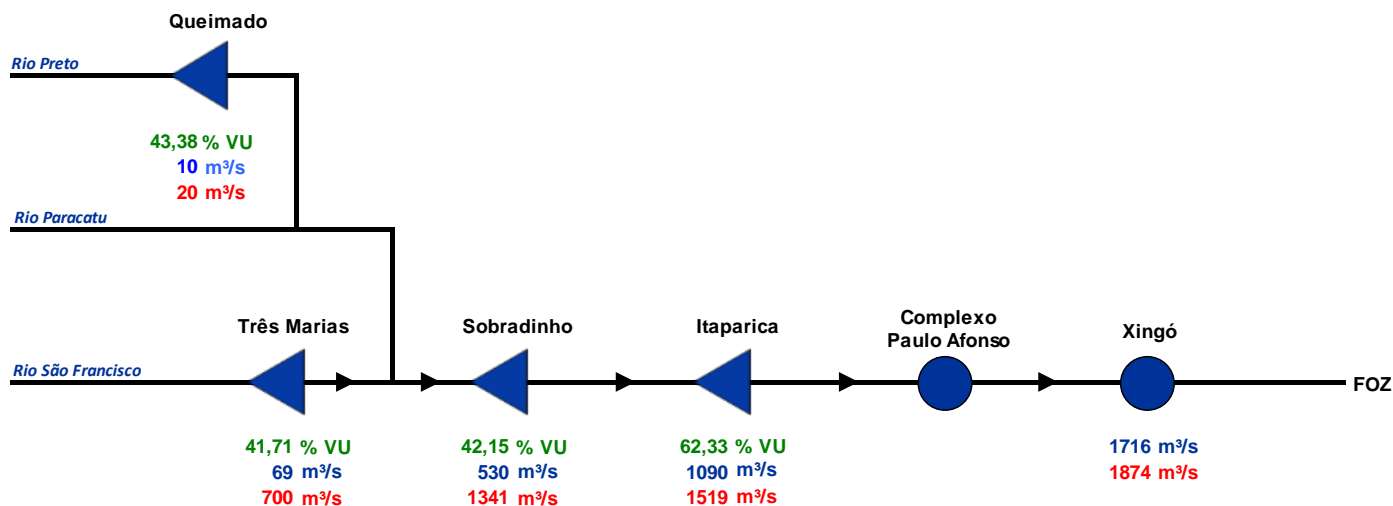 Queimado
Rio Preto
43,38 % VU
10 m³/s
20 m³/s
Rio Paracatu
Três Marias
Sobradinho
Itaparica
Complexo
Paulo Afonso
Xingó
Rio São Francisco
FOZ
41,71 % VU
69 m³/s
700 m³/s
42,15 % VU
530 m³/s
1341 m³/s
62,33 % VU
1090 m³/s
1519 m³/s
1716 m³/s
1874 m³/s